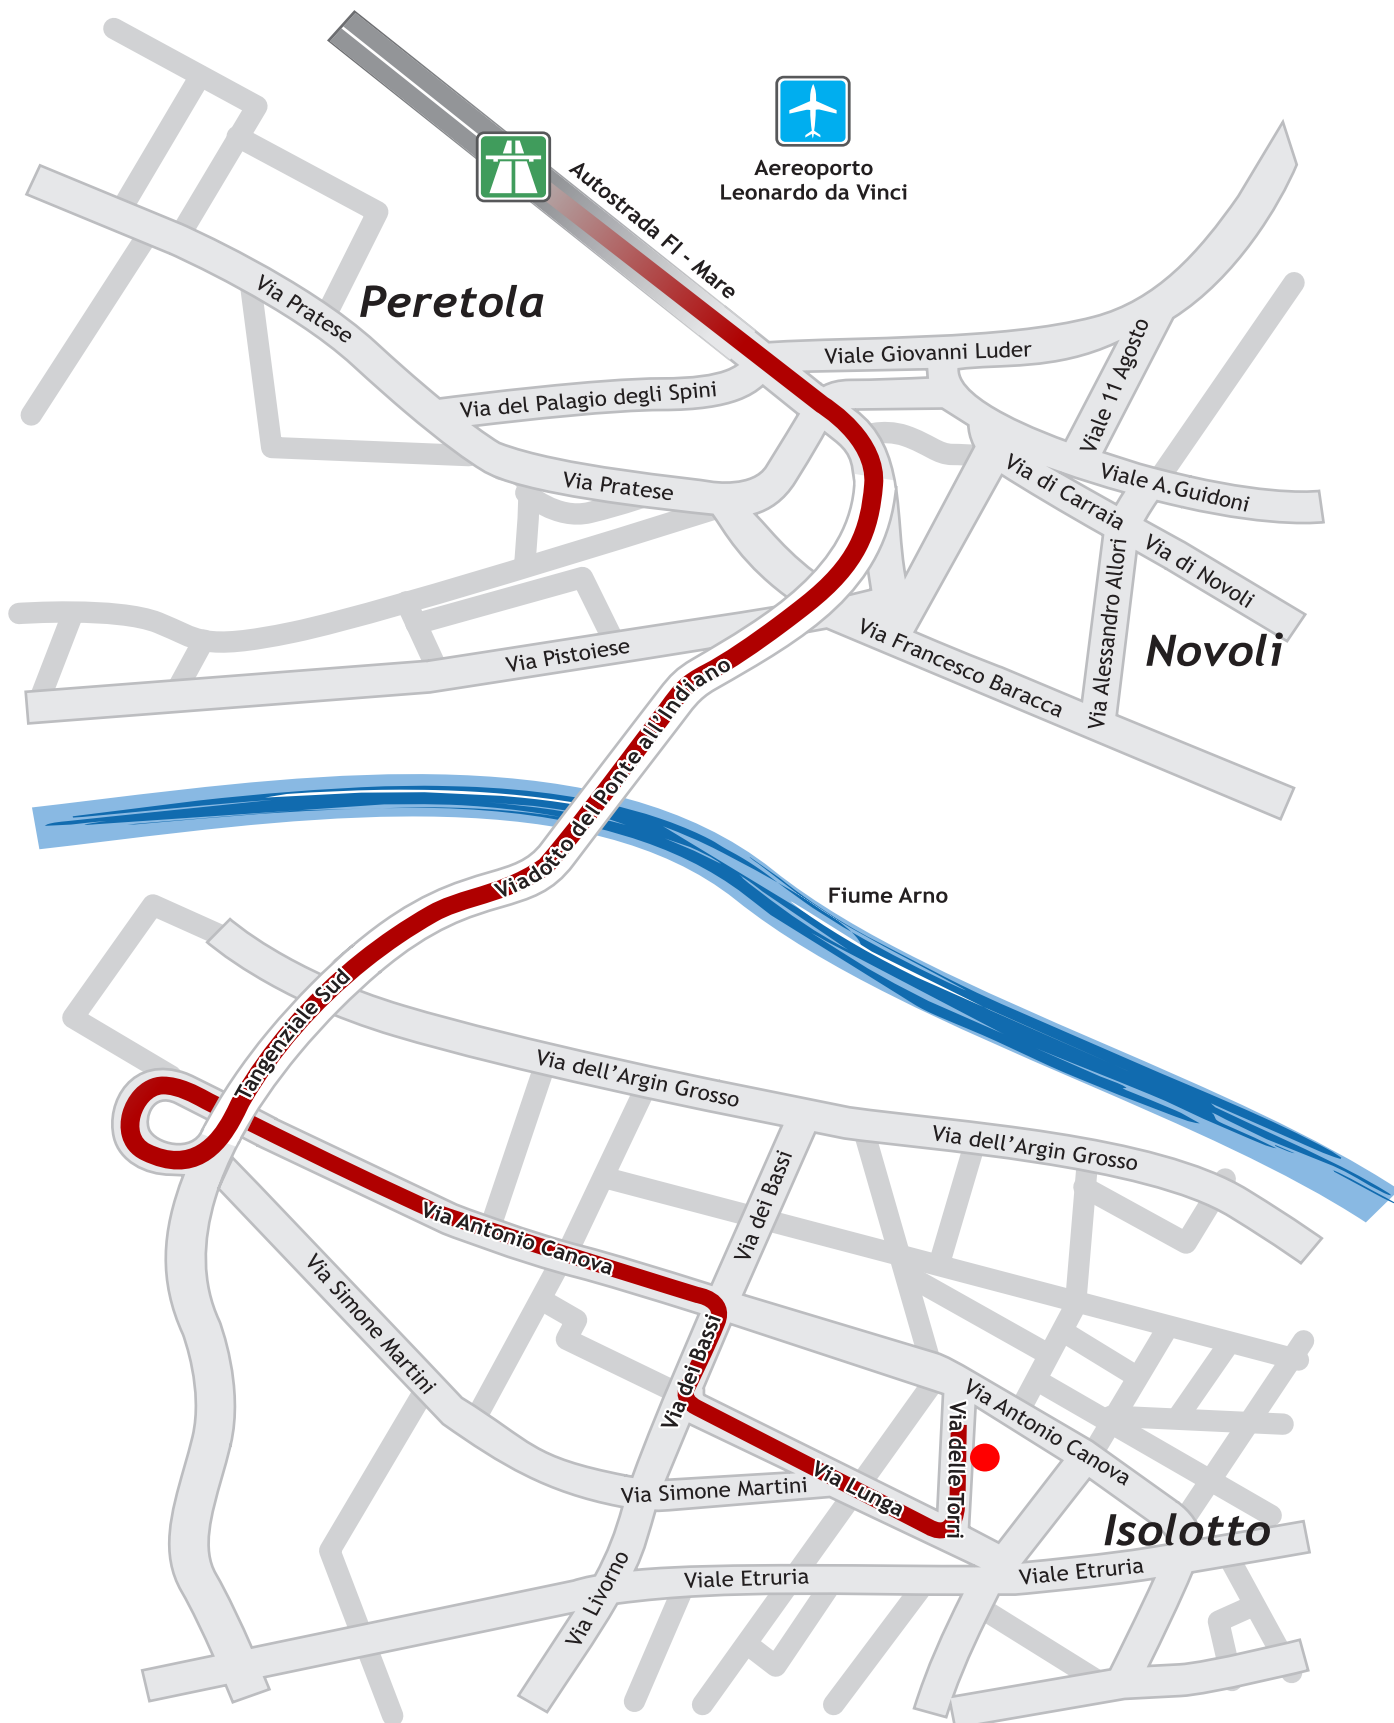 Aereoporto
Leonardo da Vinci
Autostrada FI - Mare
Via Pratese
Peretola
Viale Giovanni Luder
Viale 11 Agosto
Via del Palagio degli Spini
Via Pratese
Via di Carraia
Viale A.Guidoni
Via di Novoli
Via Alessandro Allori
Novoli
Via Francesco Baracca
Via Pistoiese
Viadotto del Ponte all'Indiano
Fiume Arno
Tangenziale Sud
Via dell'Argin Grosso
Via dell'Argin Grosso
Via dei Bassi
Via Antonio Canova
Via Simone Martini
Via dei Bassi
Via Antonio Canova
Via delle Torri
Via Lunga
Via Simone Martini
Isolotto
Viale Etruria
Viale Etruria
Via Livorno